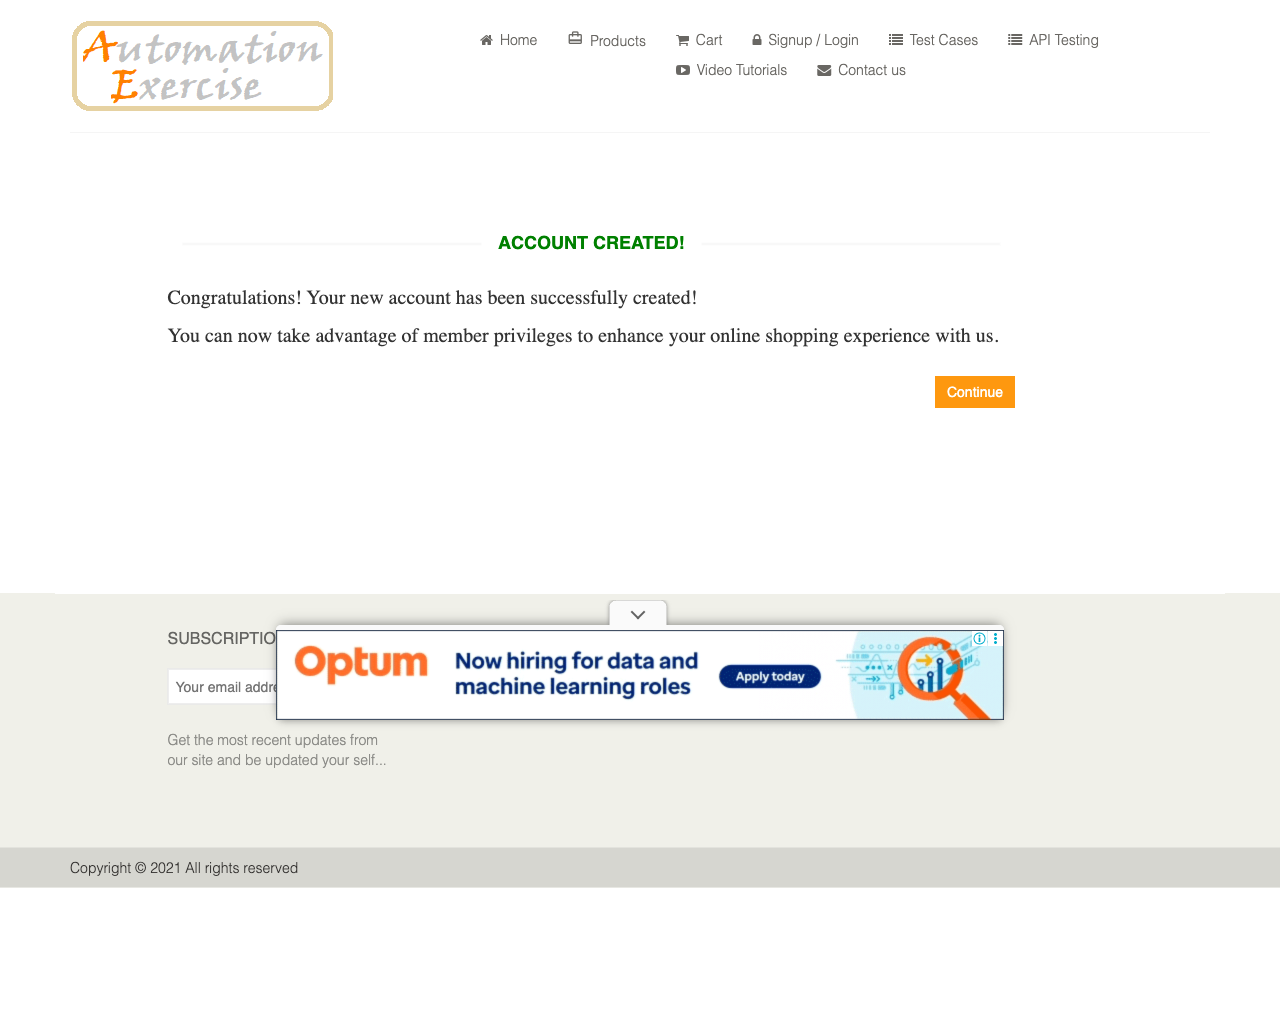 Automation
Exercise
Home
Products
Cart
Signup / Login
Test Cases
API Testing
Video Tutorials
Contact us
ACCOUNT CREATED!
Congratulations! Your new account has been successfully created!
You can now take advantage of member privileges to enhance your online shopping experience with us.
Continue
SUBSCRIPTIO
Your email addre
Optum
Now hiring for data and
machine learning roles
Apply today
Get the most recent updates from
our site and be updated your self...
Copyright © 2021 All rights reserved